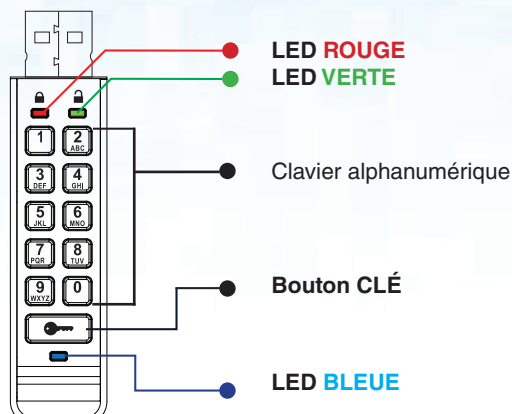 LED ROUGE
LED VERTE
1 2
ABC
3 4
DEF GHI
5 6
JKL MNO
7 8
PQR TUV
9 0
WXYZ
Clavier alphanumérique
Bouton CLÉ
LED BLEUE